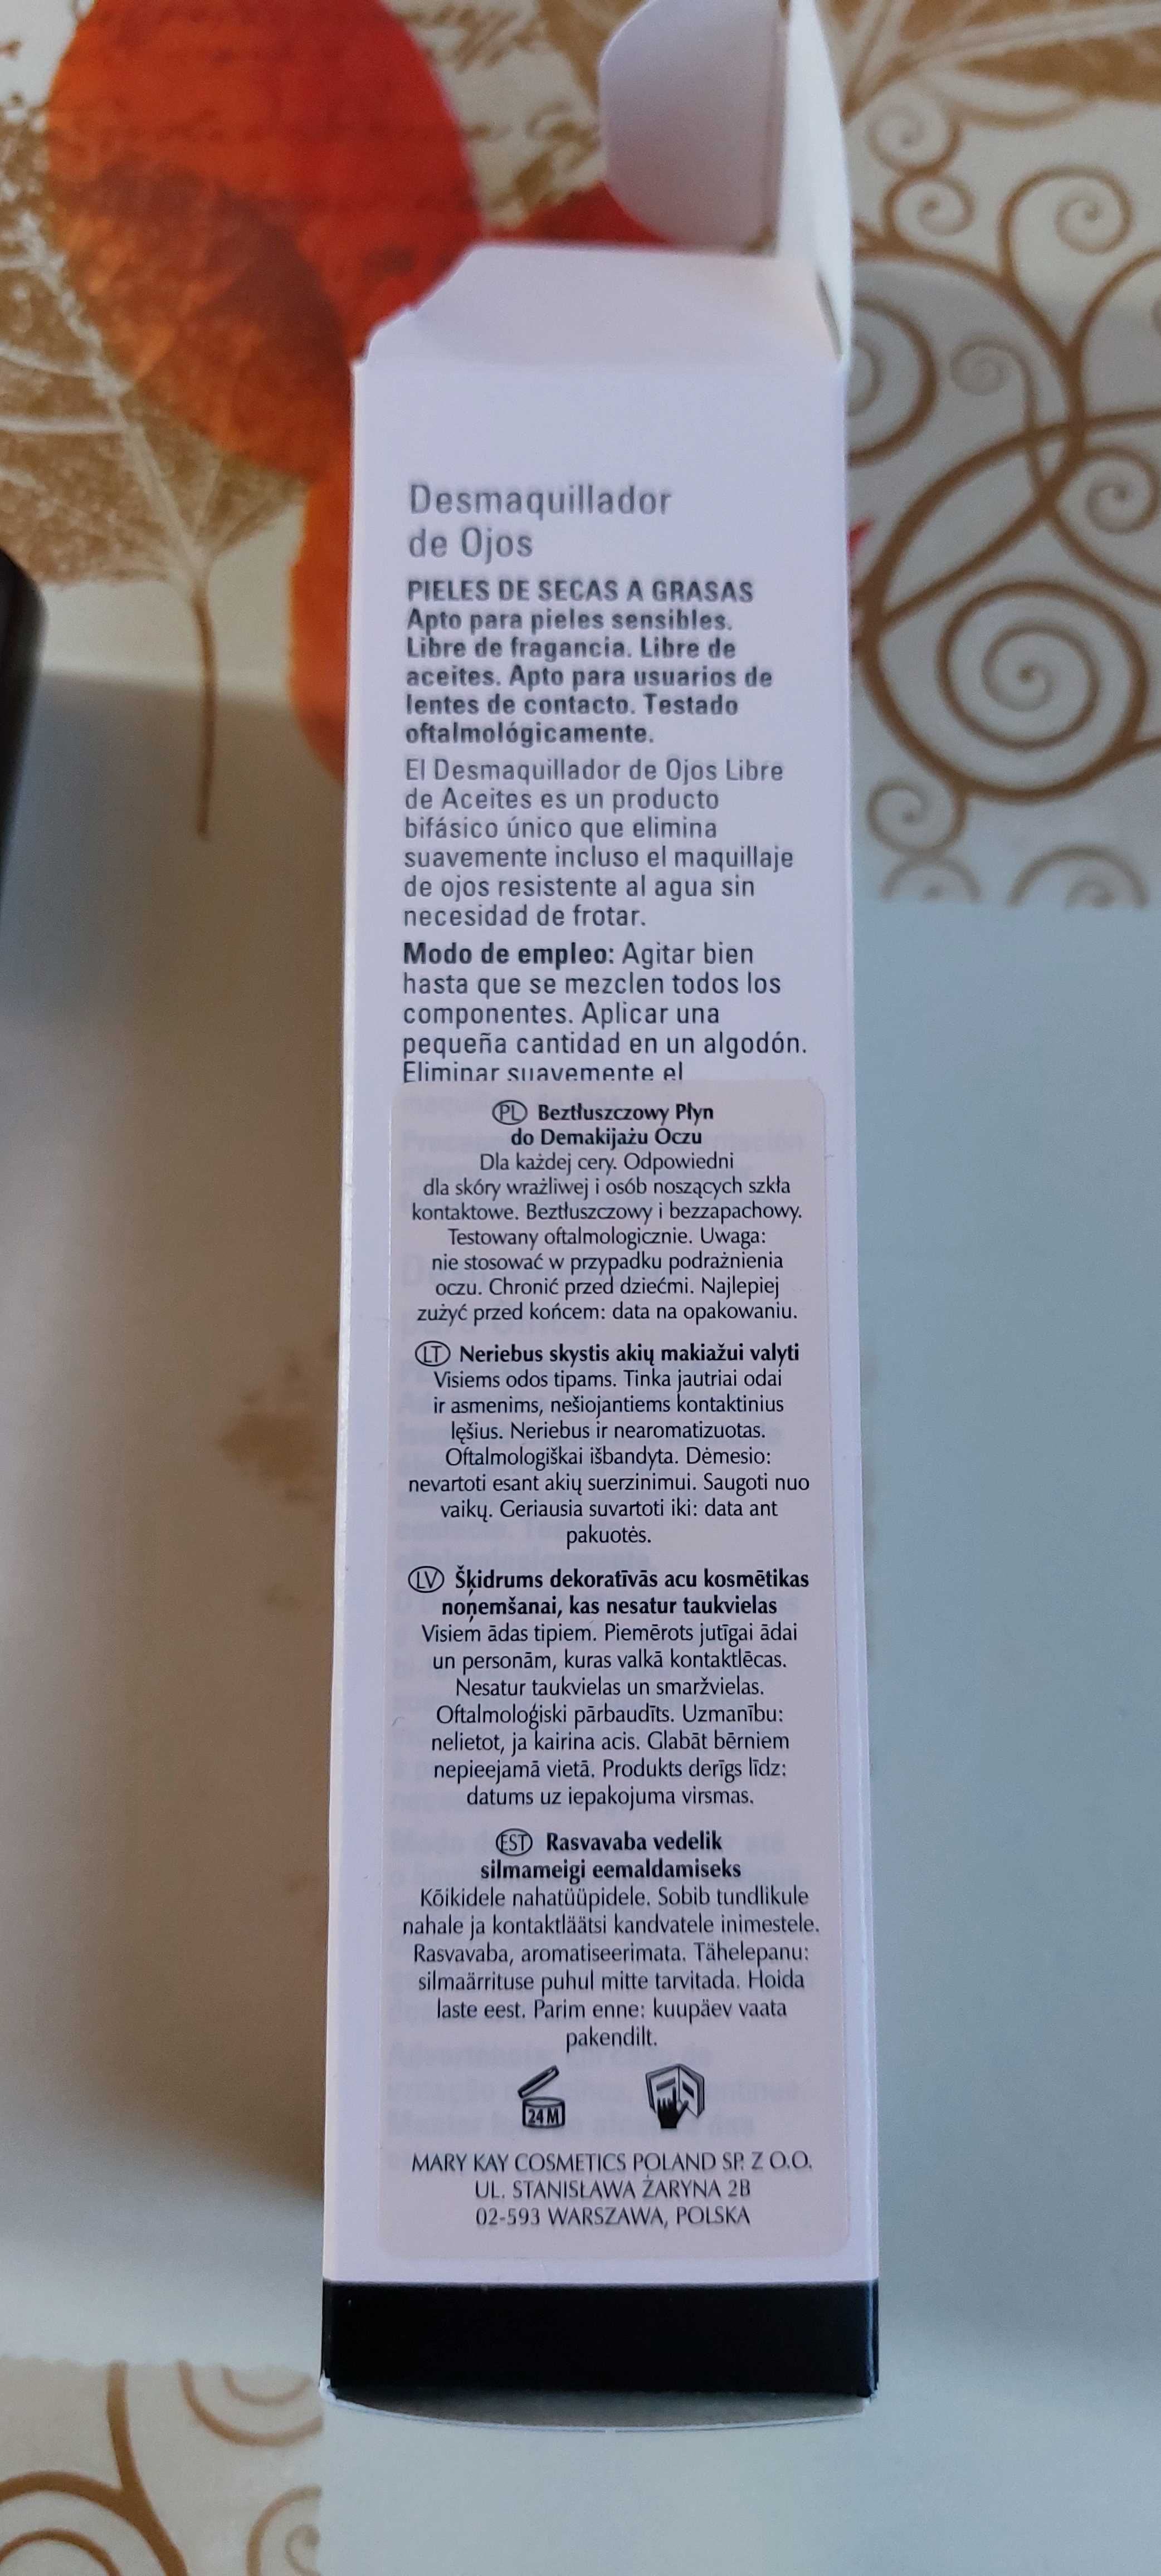 Desmaquillador
de Ojos
PIELES DE SECAS A GRASAS
Apto para pieles sensibles.
Libre de fragancia. Libre de
aceites. Apto para usuarios de
lentes de contacto. Testado
oftalmológicamente.
El Desmaquillador de Ojos Libre
de Aceites es un producto
bifásico único que elimina
suavemente incluso el maquillaje
de ojos resistente al agua sin
necesidad de frotar.
Modo de empleo: Agitar bien
hasta que se mezclen todos los
componentes. Aplicar una
pequeña cantidad en un algodón.
Eliminar suavemente el
PL Beztłuszczowy Płyn
do Demakijażu Oczu
Dla każdej cery. Odpowiedni
dla skóry wrażliwej i osób noszących szkła
kontaktowe. Beztłuszczowy i bezzapachowy.
Testowany oftalmologicznie. Uwaga:
nie stosować w przypadku podrażnienia
oczu. Chronić przed dziećmi. Najlepiej
zużyć przed końcem: data na opakowaniu.
LT Neriebus skystis akių makiažui valyti
Visiems odos tipams. Tinka jautriai odai
ir asmenims, nešiojantiems kontaktinius
lęšius. Neriebus ir nearomatizuotas.
Oftalmologiškai išbandyta. Dėmesio:
nevartoti esant akių suerzinimui. Saugoti nuo
vaikų. Geriausia suvartoti iki: data ant
pakuotės.
LV Šķidrums dekoratīvās acu kosmētikas
noņemšanai, kas nesatur taukvielas
Visiem ādas tipiem. Piemērots jutīgai ādai
un personām, kuras valkā kontaktlēcas.
Nesatur taukvielas un smaržvielas.
Oftalmoloģiski pārbaudīts. Uzmanību:
nelietot, ja kairina acis. Glabāt bērniem
nepieejamā vietā. Produkts derīgs līdz:
datums uz iepakojuma virsmas.
EST Rasvavaba vedelik
silmameigi eemaldamiseks
Kõikidele nahatüüpidele. Sobib tundlikule
nahale ja kontaktläätsi kandvatele inimestele.
Rasvavaba, aromatiseerimata. Tähelepanu:
silmaärrituse puhul mitte tarvitada. Hoida
laste eest. Parim enne: kuupäev vaata
pakendilt.
24 M
MARY KAY COSMETICS POLAND SP. Z O.O.
UL. STANISŁAWA ŻARYNA 2B
02-593 WARSZAWA, POLSKA